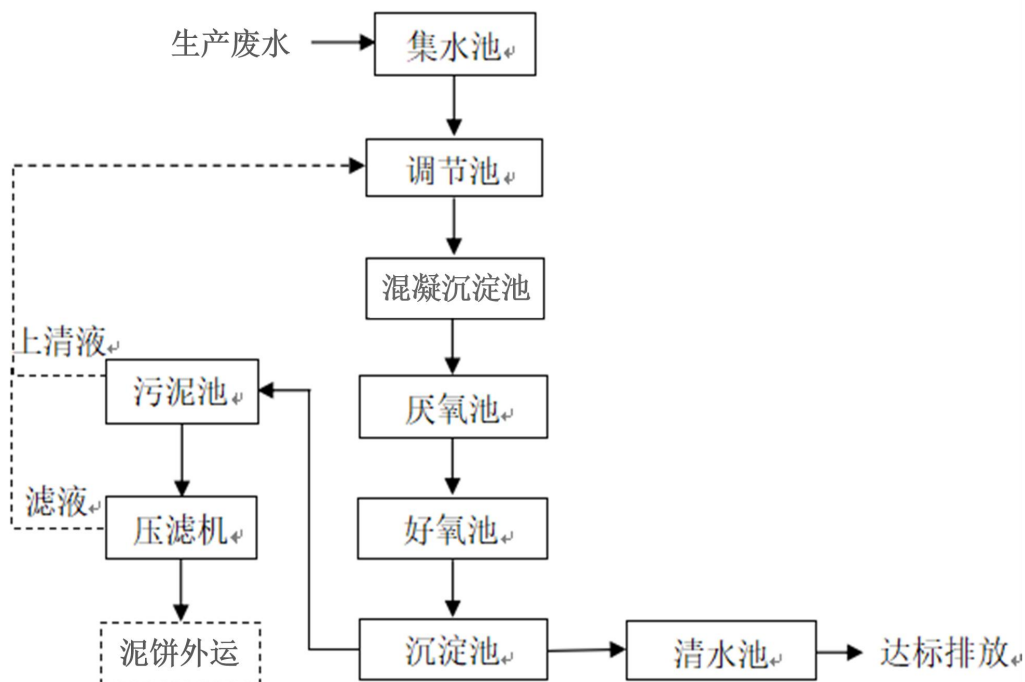 生产废水
集水池
调节池
混凝沉淀池
上清液
污泥池
厌氧池
滤液
压滤机
好氧池
泥饼外运
沉淀池
清水池
达标排放